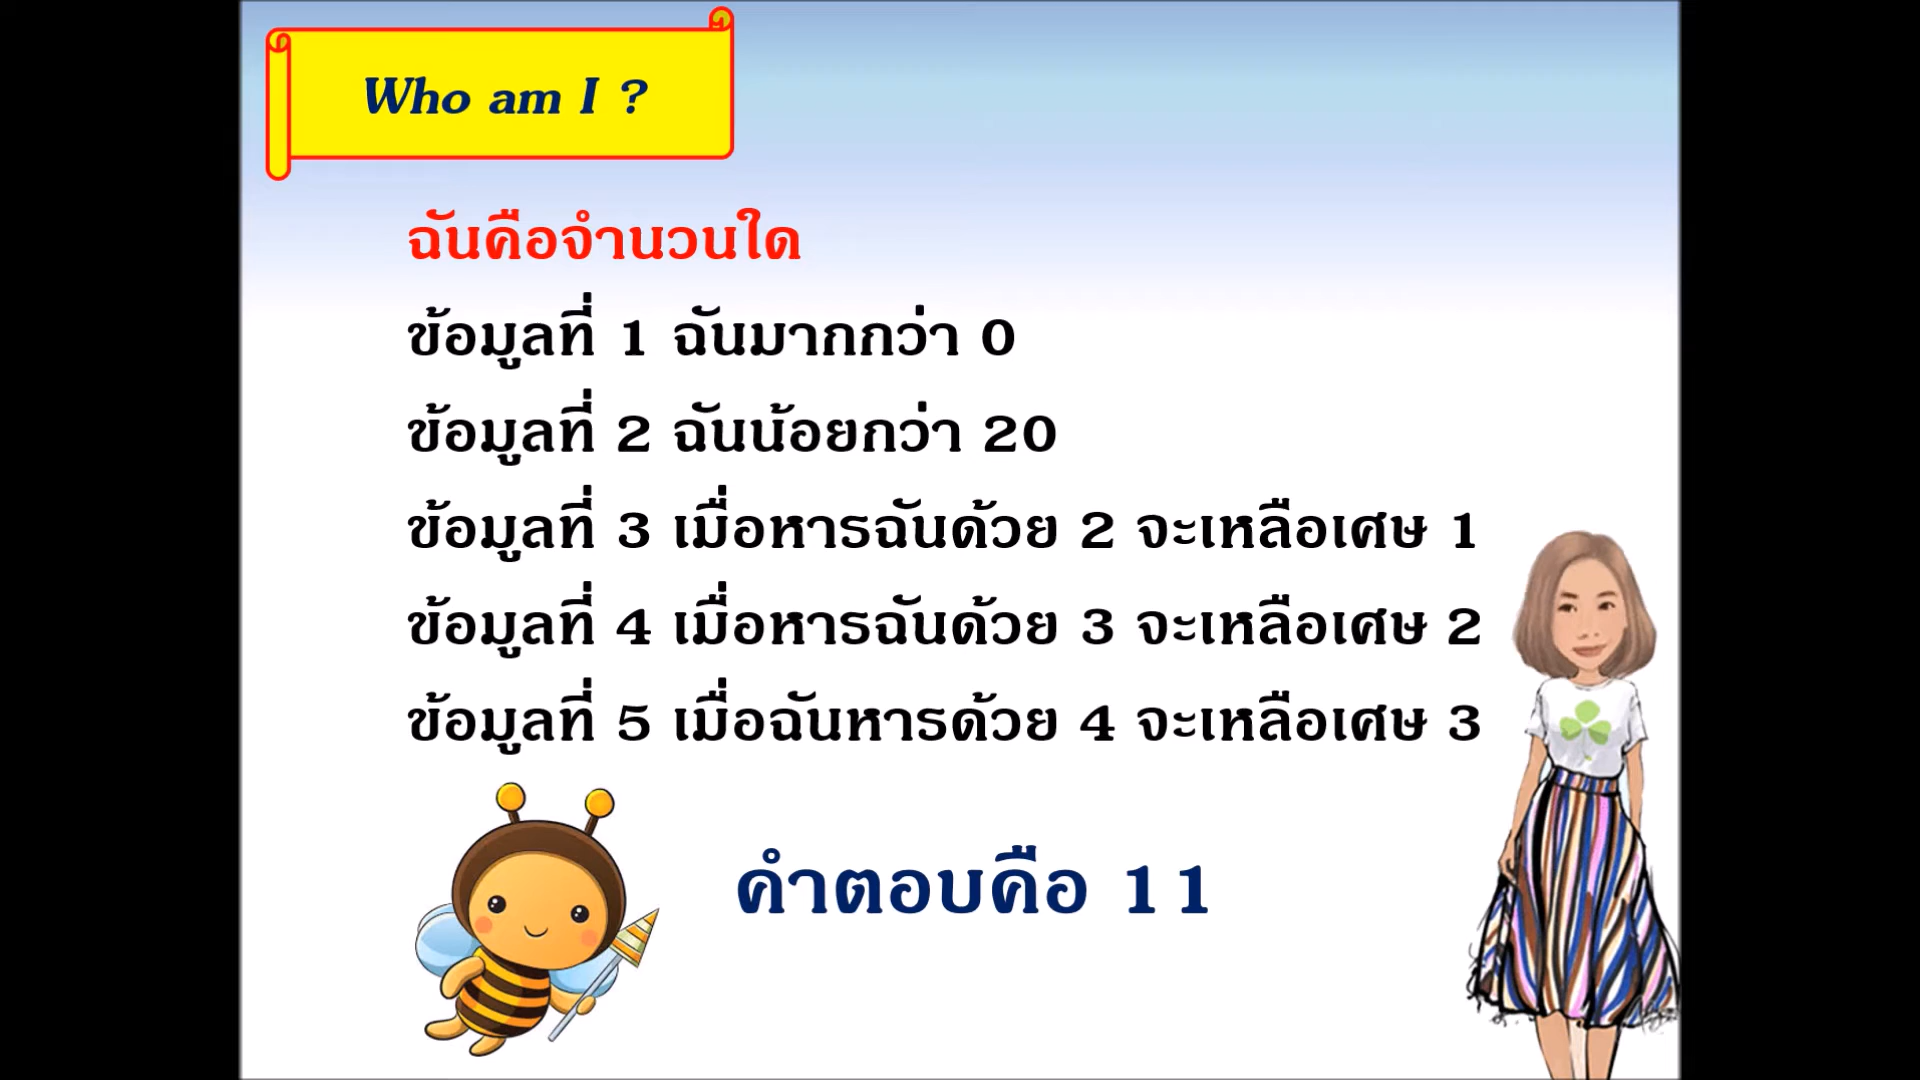 Who am I ?
ฉันคือจำนวนใด
ข้อมูลที่ 1 ฉันมากกว่า 0
ข้อมูลที่ 2 ฉันน้อยกว่า 20
ข้อมูลที่ 3 เมื่อหารฉันด้วย 2 จะเหลือเศษ 1
ข้อมูลที่ 4 เมื่อหารฉันด้วย 3 จะเหลือเศษ 2
ข้อมูลที่ 5 เมื่อฉันหารด้วย 4 จะเหลือเศษ 3
คำตอบคือ 11